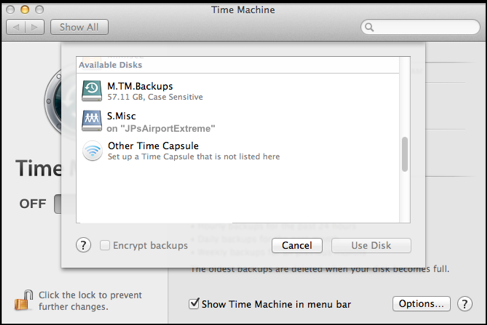 Time Machine
Show All
Available Disks
M.TM.Backups
57.11 GB, Case Sensitive
S.Misc
on "JPsAirportExtreme"
Other Time Capsule
Set up a Time Capsule that is not listed here
Time
OFF
? Encrypt backups Cancel Use Disk
The oldest backups are deleted when your disk becomes full.
Click the lock to prevent
further changes.
Show Time Machine in menu bar Options... ?